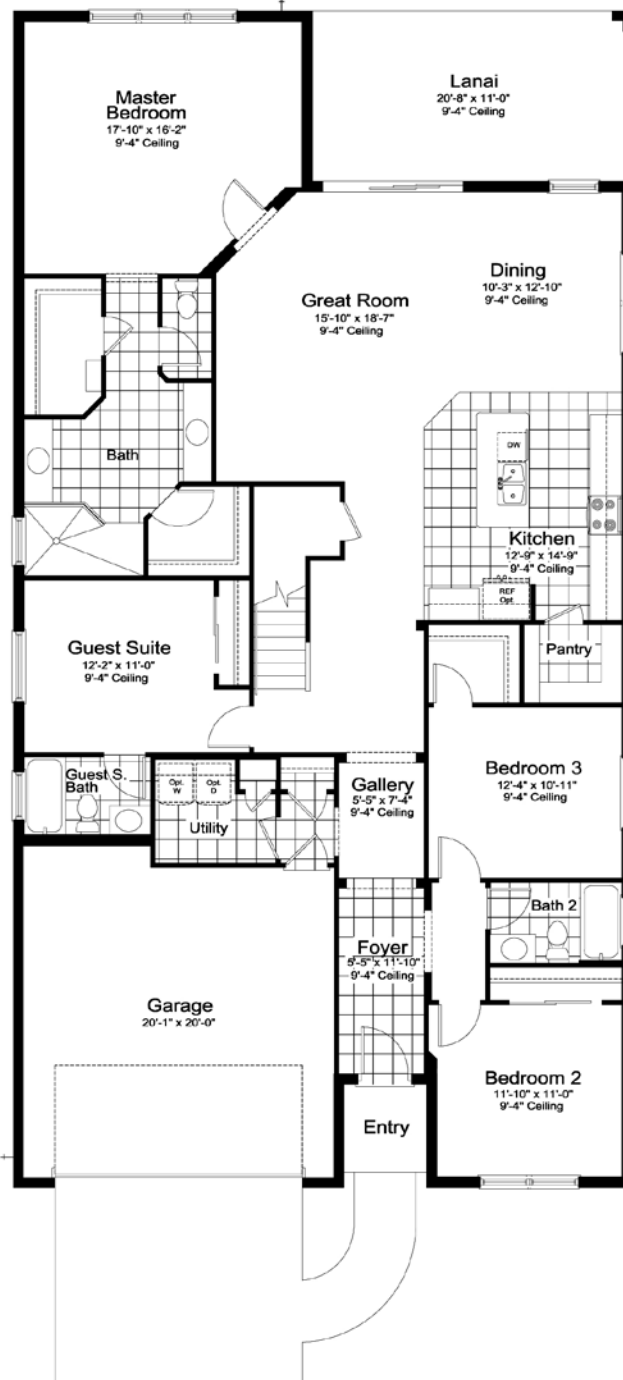 Master
Bedroom
17'-10" x 16'-2"
9'-4" Ceiling
Lanai
20'-8" x 11'-0"
9'-4" Ceiling
Great Room
15'-10" x 18'-7"
9'-4" Ceiling
Dining
10'-3" x 12'-10"
9'-4" Ceiling
Bath
DW
Kitchen
12'-9" x 14'-9"
9'-4" Ceiling
REF
Opt.
Pantry
Guest Suite
12'-2" x 11'-0"
9'-4" Ceiling
Guest S.
Bath
Opt.
W
Opt.
D
Utility
Gallery
5'-5" x 7'-4"
9'-4" Ceiling
Bedroom 3
12'-4" x 10'-11"
9'-4" Ceiling
Bath 2
Foyer
5'-5" x 11'-10"
9'-4" Ceiling
Garage
20'-1" x 20'-0"
Bedroom 2
11'-10" x 11'-0"
9'-4" Ceiling
Entry